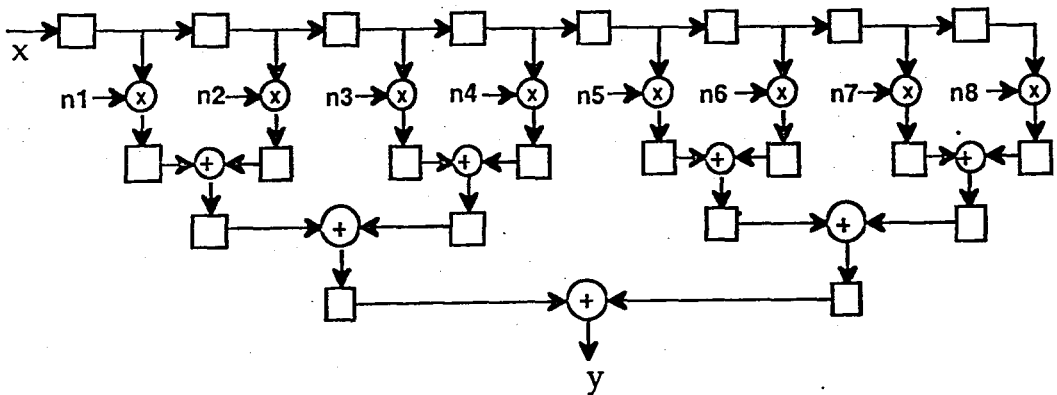 x
n1 x n2 x n3 x n4 x n5 x n6 x n7 x n8 x
+ + + +
+ +
+
y